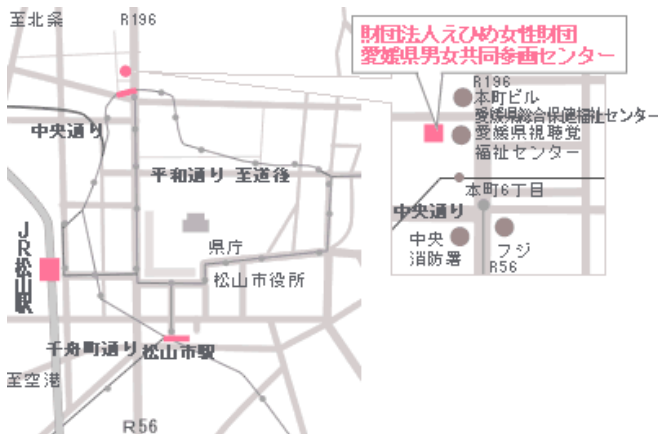 至北条
R196
財団法人えひめ女性財団
愛媛県男女共同参画センター
R196
本町ビル
愛媛県総合保健福祉センター
愛媛県視聴覚
福祉センター
中央通り
平和通り 至道後
本町6丁目
中央通り
中央
消防署
フジ
R56
JR松山駅
県庁
松山市役所
千舟町通り
松山市駅
至空港
R56